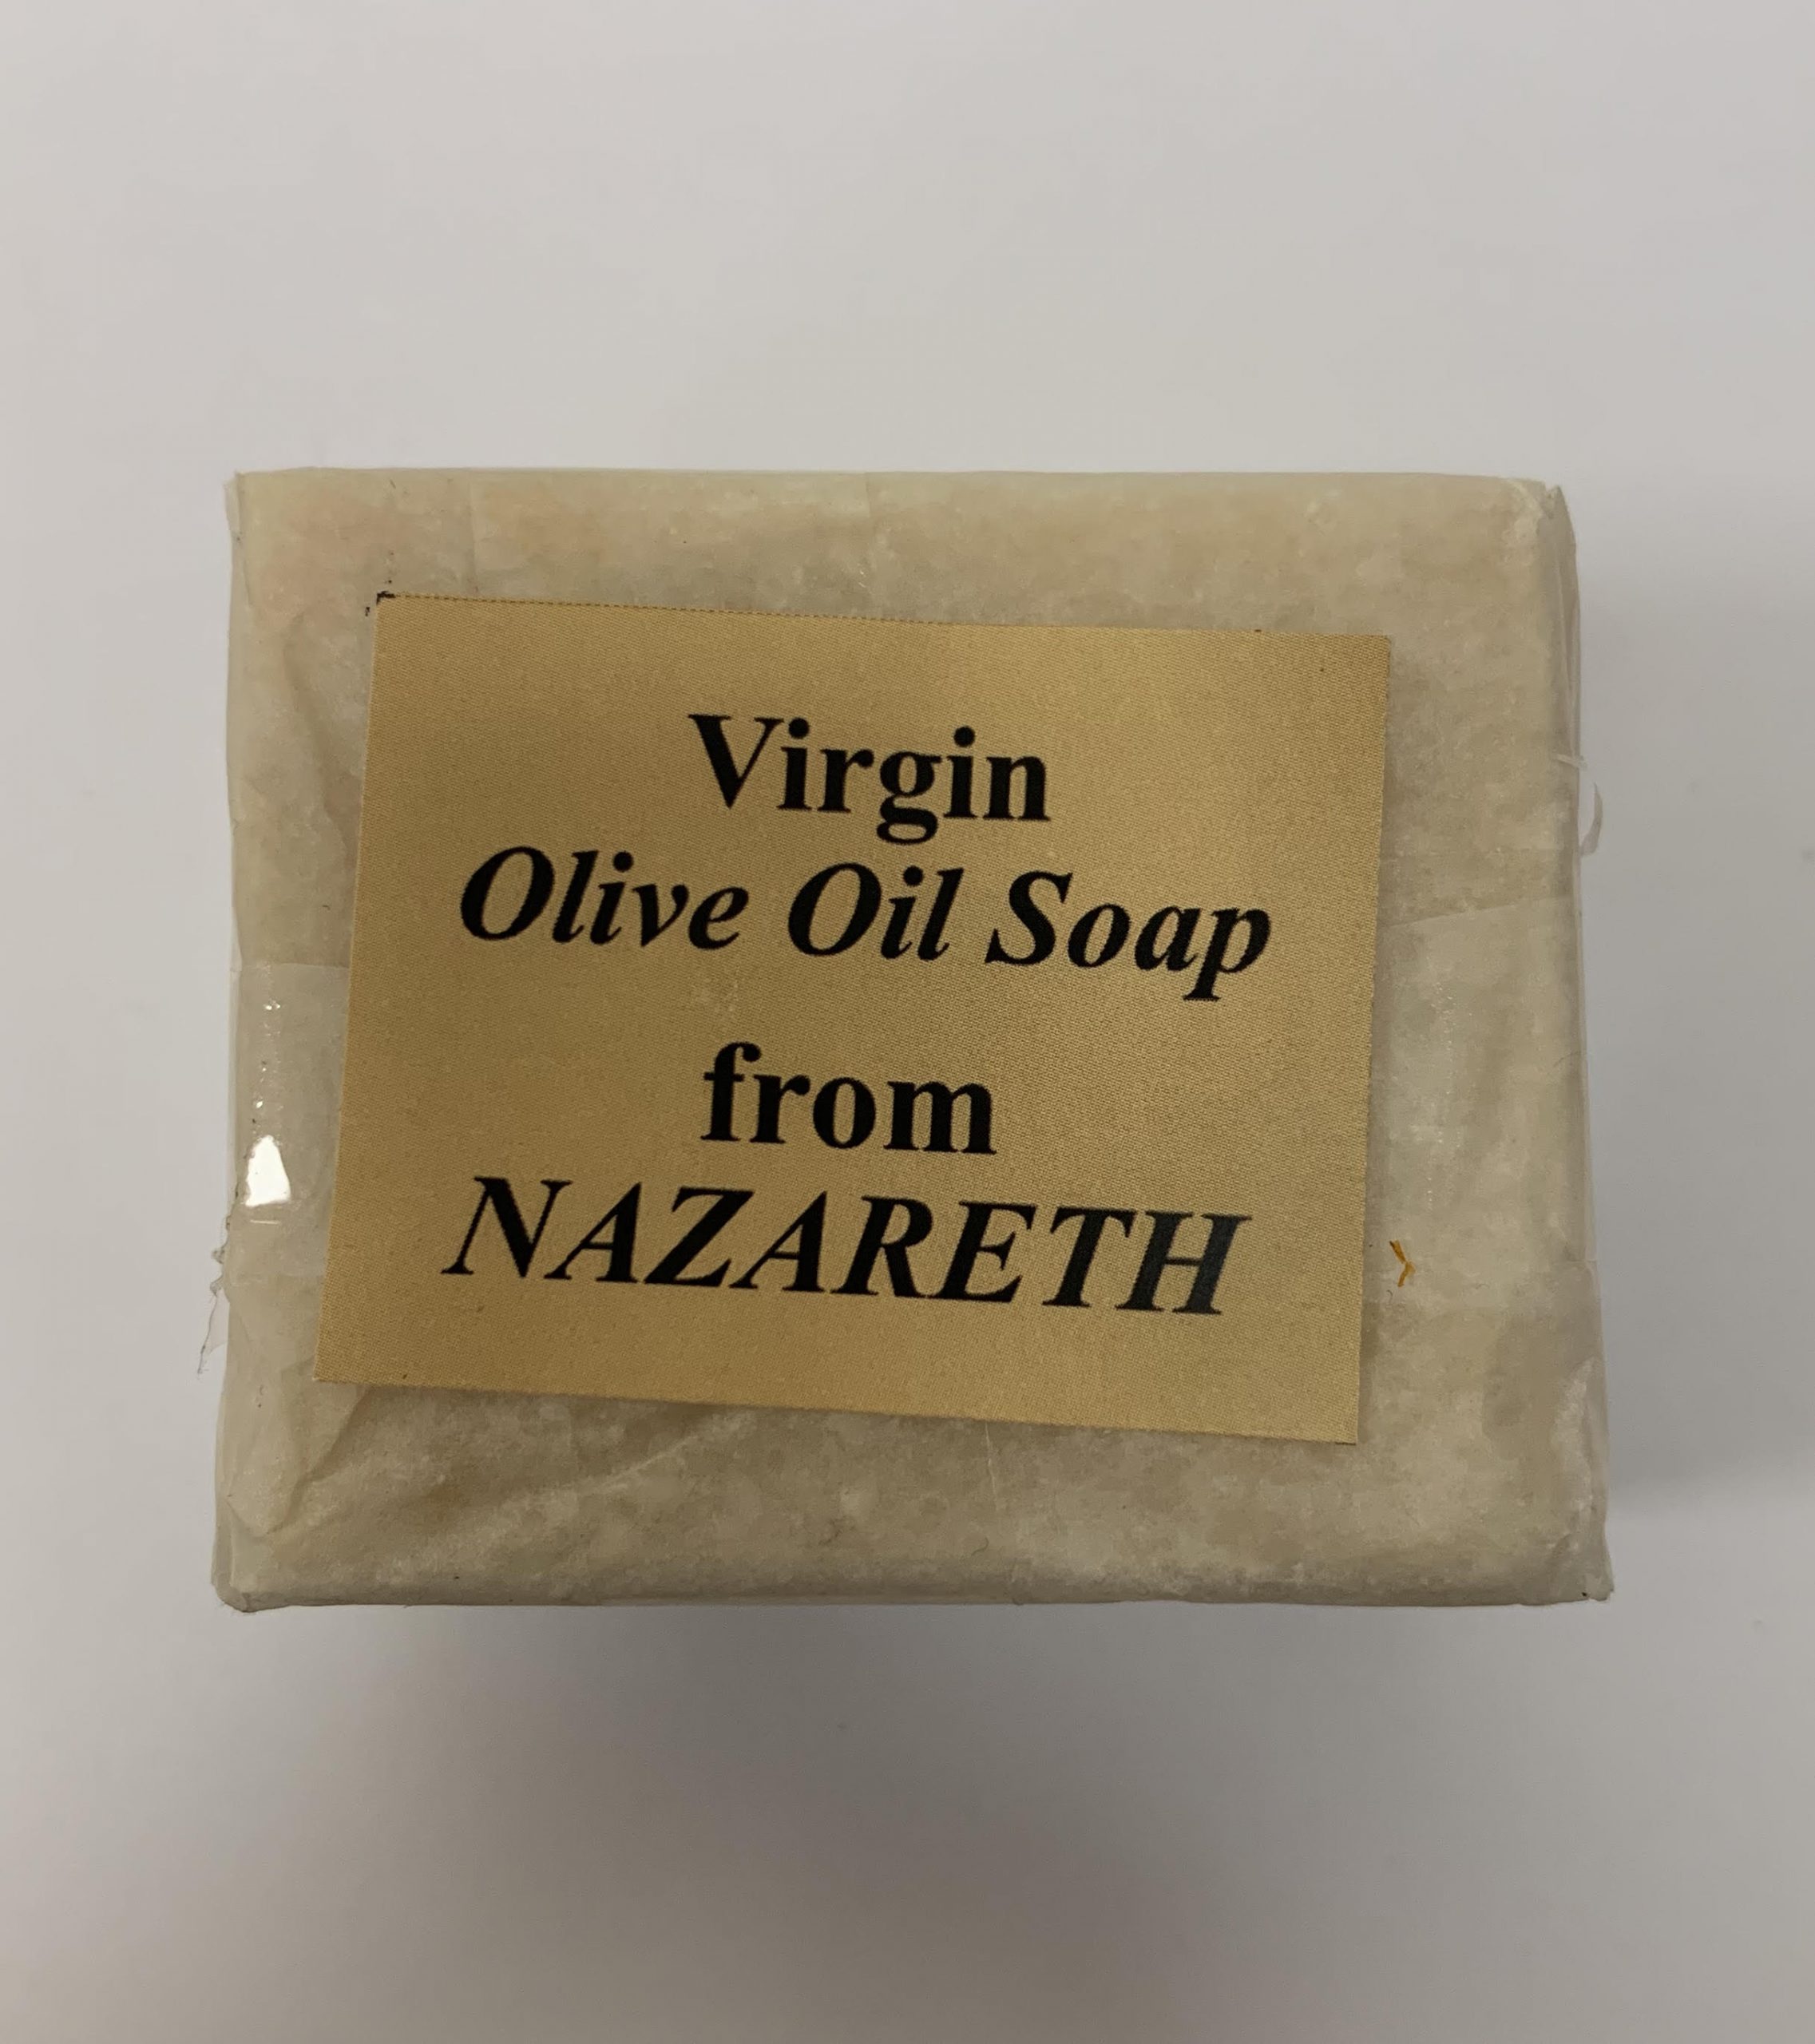 Virgin
Olive Oil Soap
from
NAZARETH